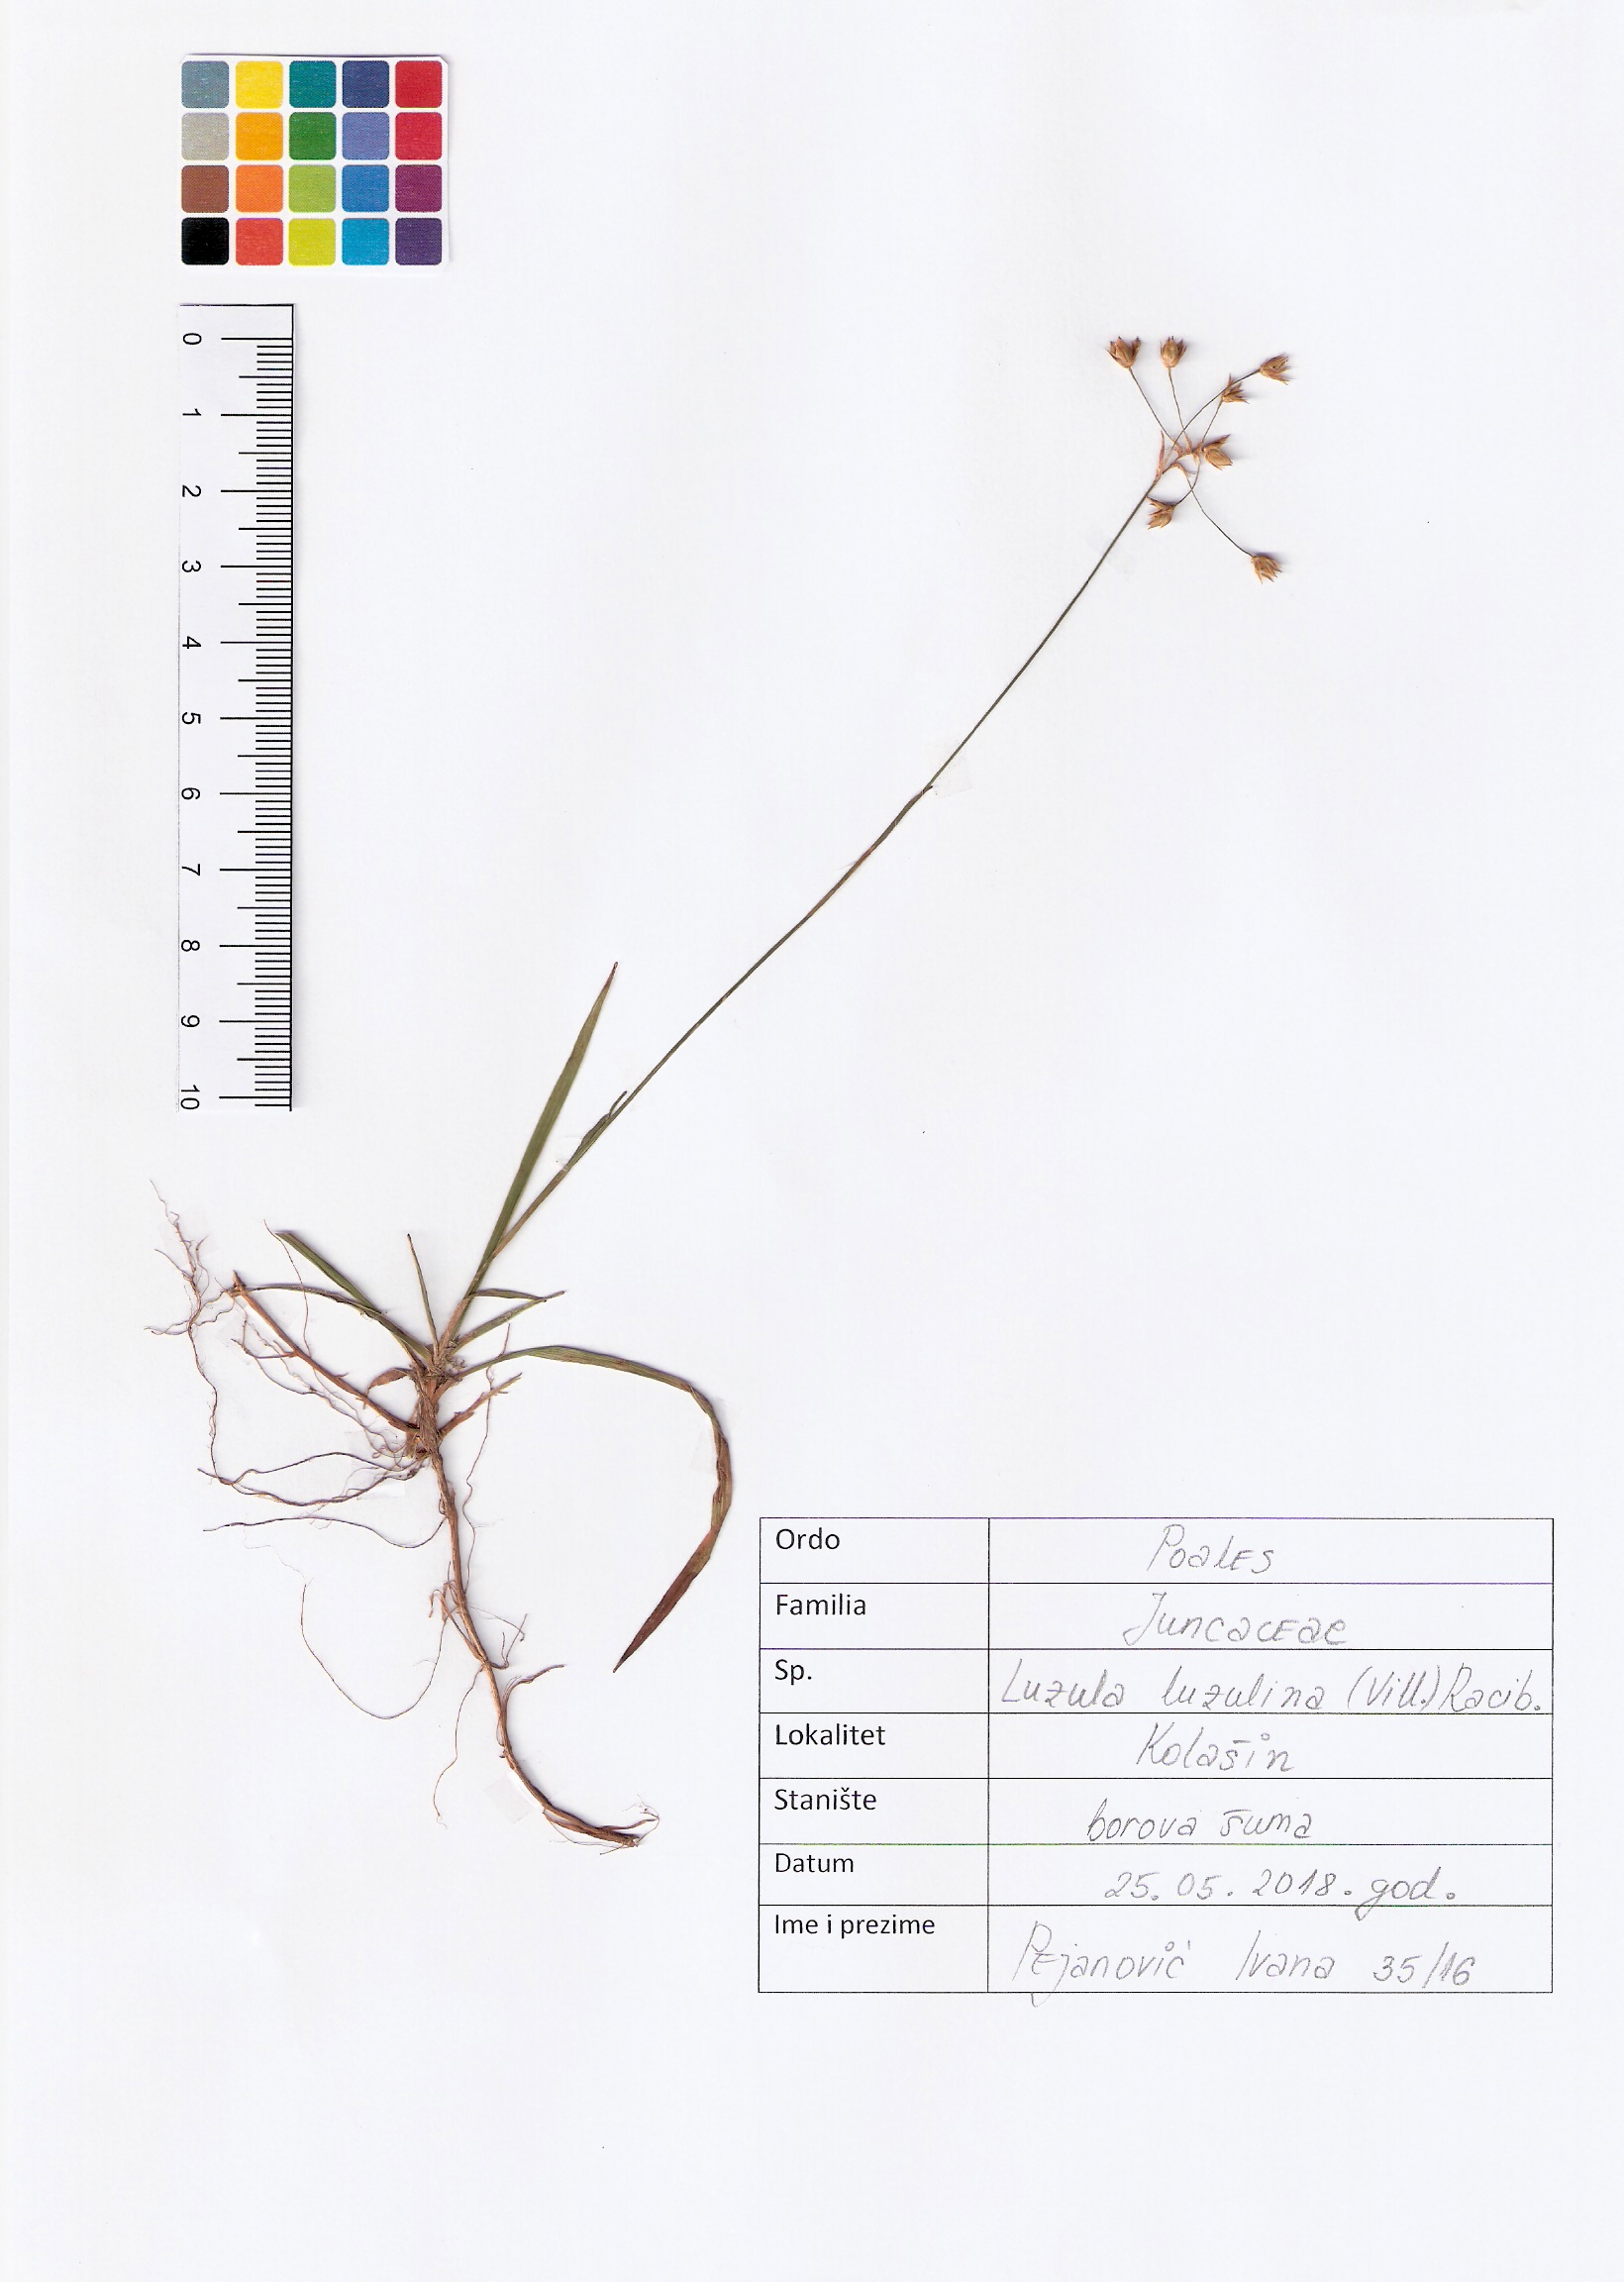 0
1
2
3
4
5
6
7
8
9
10
Ordo Poales
Familia Juncaceae
Sp. Luzula luzulina (Vill.) Racib.
Lokalitet Kolašin
Stanište borova šuma
Datum 25.05.2018. god.
Ime i prezime Pejanović Ivana 35/16